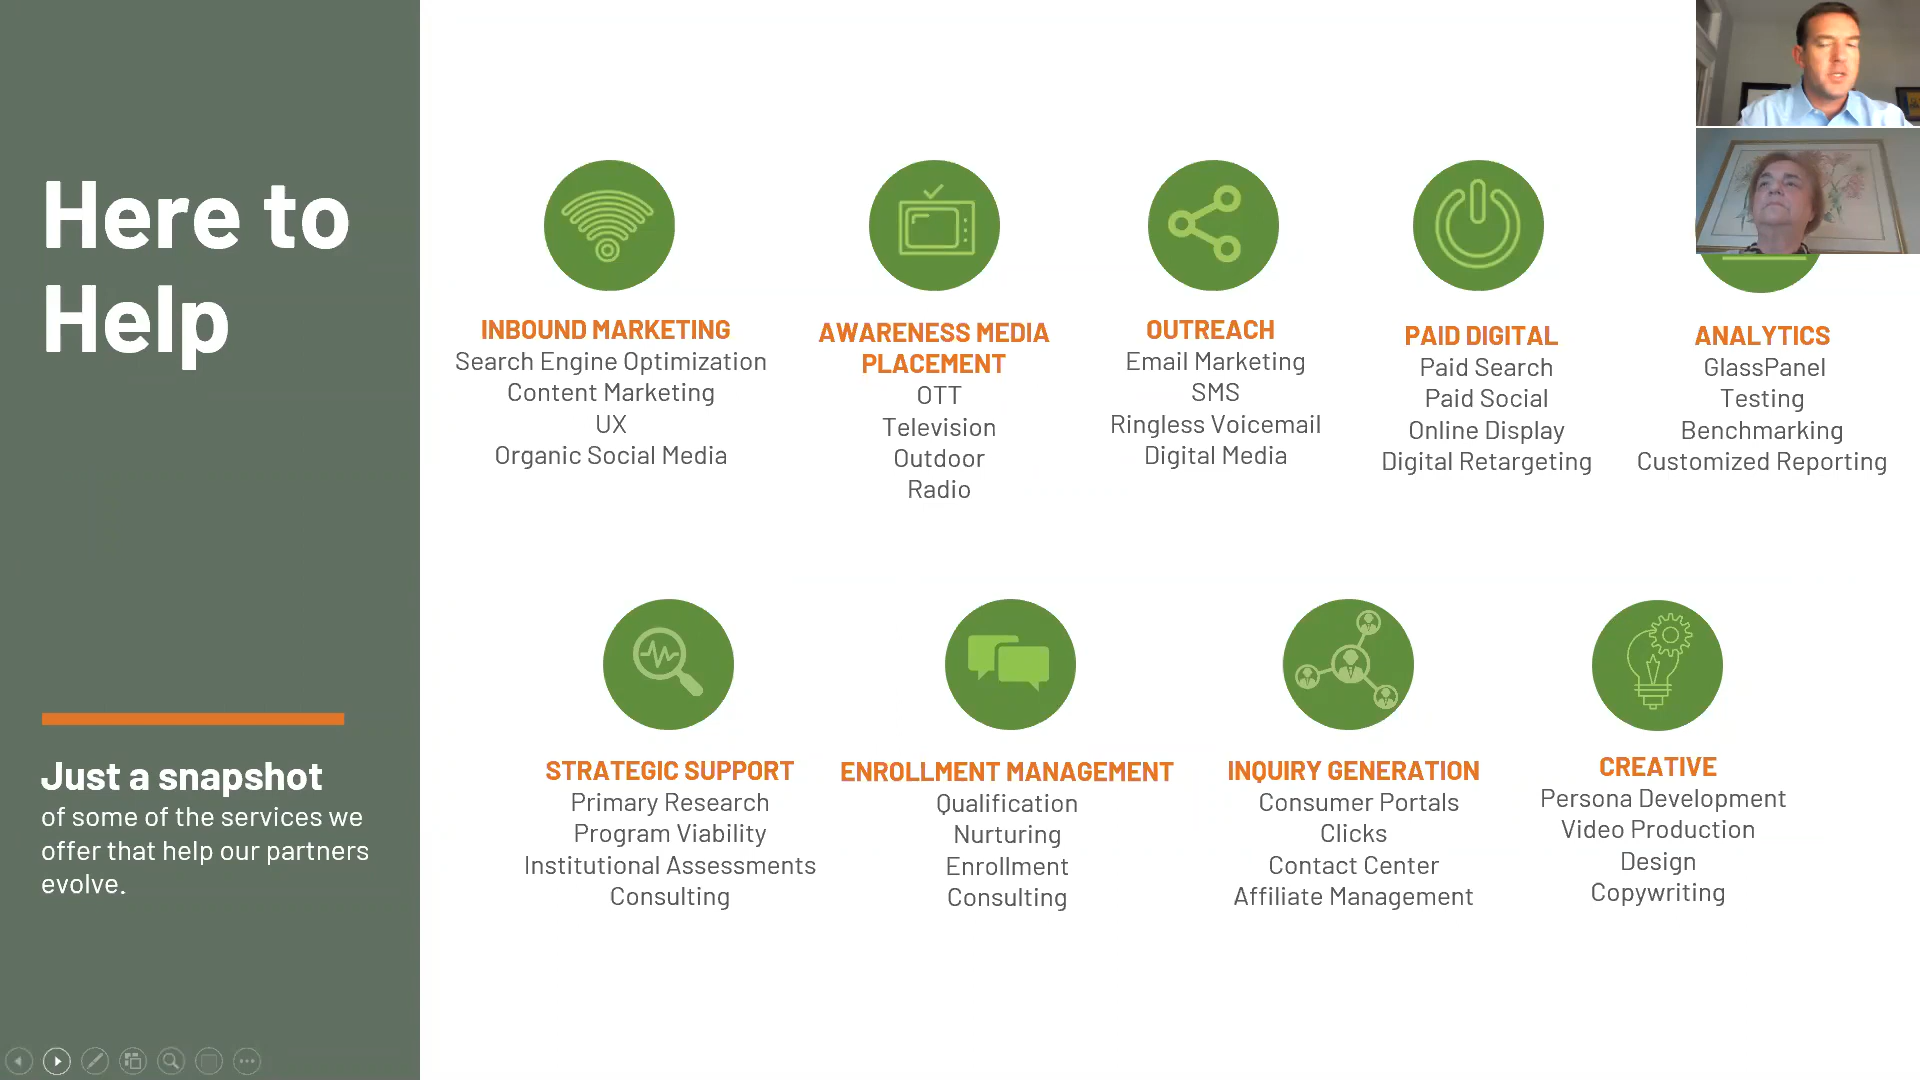 Here to
Help
Just a snapshot
of some of the services we
offer that help our partners
evolve.
INBOUND MARKETING
Search Engine Optimization
Content Marketing
UX
Organic Social Media
AWARENESS MEDIA
PLACEMENT
OTT
Television
Outdoor
Radio
OUTREACH
Email Marketing
SMS
Ringless Voicemail
Digital Media
PAID DIGITAL
Paid Search
Paid Social
Online Display
Digital Retargeting
ANALYTICS
GlassPanel
Testing
Benchmarking
Customized Reporting
STRATEGIC SUPPORT
Primary Research
Program Viability
Institutional Assessments
Consulting
ENROLLMENT MANAGEMENT
Qualification
Nurturing
Enrollment
Consulting
INQUIRY GENERATION
Consumer Portals
Clicks
Contact Center
Affiliate Management
CREATIVE
Persona Development
Video Production
Design
Copywriting